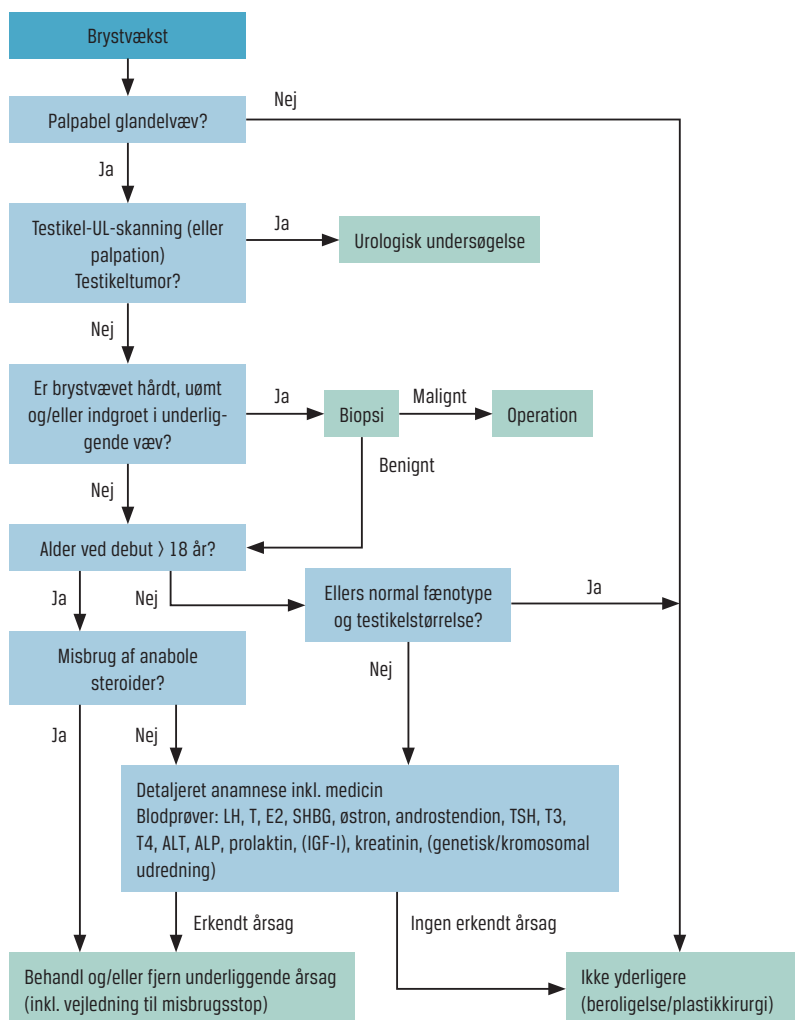 Brystvækst
Nej
Palpabel glandelvæv?
Ja
Testikel-UL-skanning (eller
palpation)
Testikeltumor?
Ja
Urologisk undersøgelse
Nej
Er brystvævet hårdt, uømt
og/eller indgroet i underlig-
gende væv?
Ja
Biopsi
Malignt
Operation
Benignt
Nej
Alder ved debut > 18 år?
Ja
Nej
Ellers normal fænotype
og testikelstørrelse?
Ja
Misbrug af anabole
steroider?
Nej
Ja
Nej
Detaljeret anamnese inkl. medicin
Blodprøver: LH, T, E2, SHBG, østron, androstendion, TSH, T3,
T4, ALT, ALP, prolaktin, (IGF-I), kreatinin, (genetisk/kromosomal
udredning)
Erkendt årsag
Ingen erkendt årsag
Behandl og/eller fjern underliggende årsag
(inkl. vejledning til misbrugsstop)
Ikke yderligere
(beroligelse/plastikkirurgi)